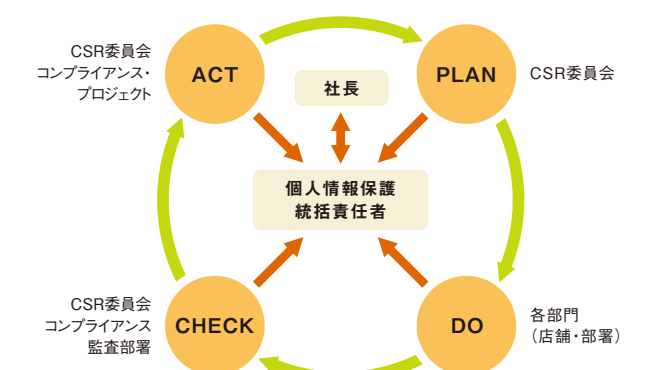 CSR委員会
コンプライアンス・
プロジェクト
ACT
社長
PLAN
CSR委員会
個人情報保護
統括責任者
CSR委員会
コンプライアンス
監査部署
CHECK
DO
各部門
（店舗・部署）